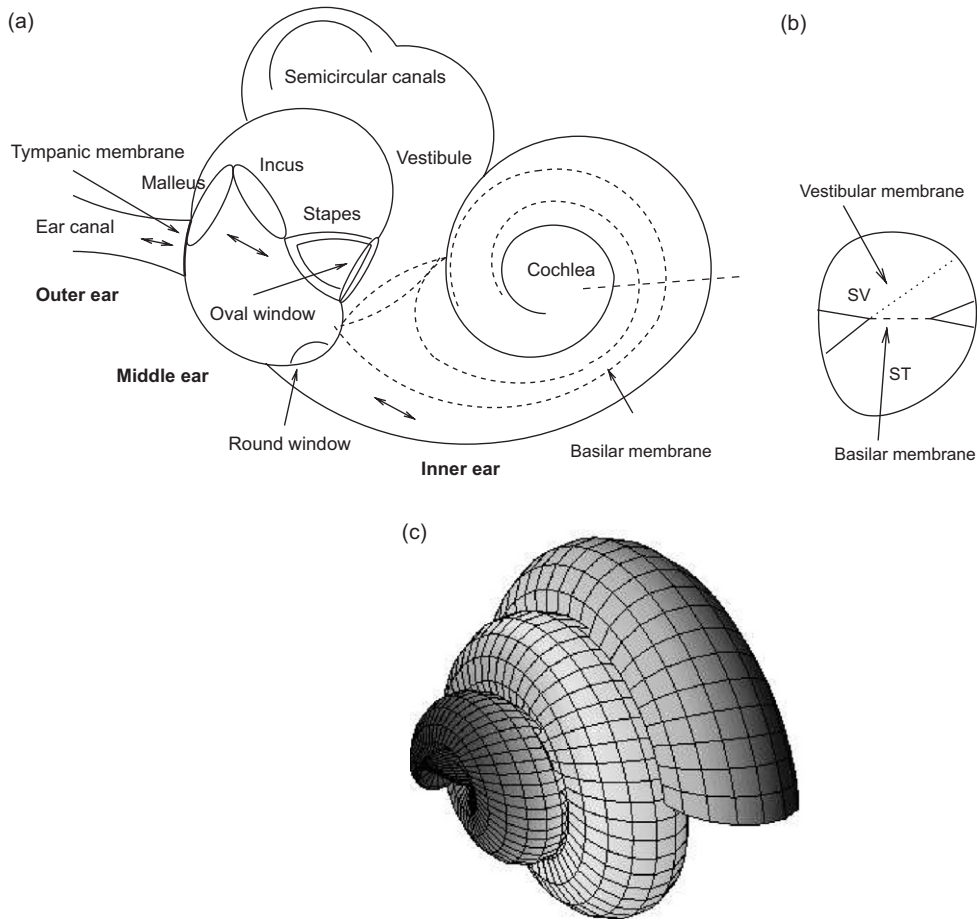 (a)
Semicircular canals
Tympanic membrane
Malleus
Incus
Vestibule
Ear canal
Stapes
Cochlea
Outer ear
Oval window
Middle ear
Round window
Inner ear
Basilar membrane
(b)
Vestibular membrane
SV
ST
Basilar membrane
(c)